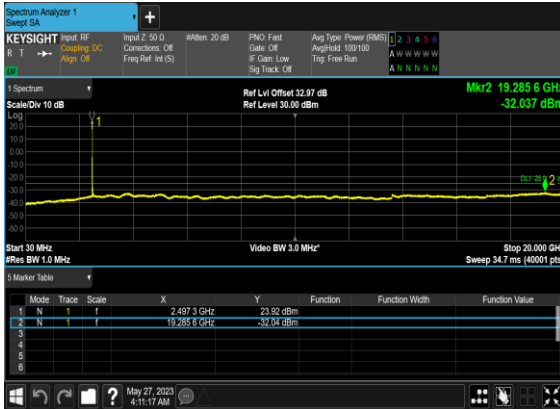 Spectrum Analyzer 1
Swept SA
KEYSIGHT Input: RF Input Z: 50 Ω #Atten: 20 dB PNO: Fast Avg Type: Power (RMS) 1 2 3 4 5 6
R T Coupling: DC Corrections: Off Gate: Off Avg|Hold: 100/100 A W W W W W
Align: Off Freq Ref: Int (S) IF Gain: Low Trig: Free Run
LV Sig Track: Off A N N N N N
1 Spectrum Ref Lvl Offset 32.97 dB Mkr2 19.285 6 GHz
Scale/Div 10 dB Ref Level 30.00 dBm -32.037 dBm
Log
20.0
10.0
0.00
-10.0
-20.0
-30.0
-40.0
-50.0
-60.0
1
2
Start 30 MHz Video BW 3.0 MHz* Stop 20.000 GH
#Res BW 1.0 MHz Sweep 34.7 ms (40001 pts
5 Marker Table
Mode Trace Scale X Y Function Function Width Function Value
1 N 1 f 2.497 3 GHz 23.92 dBm
2 N 1 f 19.285 6 GHz -32.04 dBm
3
4
5
6
? May 27, 2023
4:11:17 AM